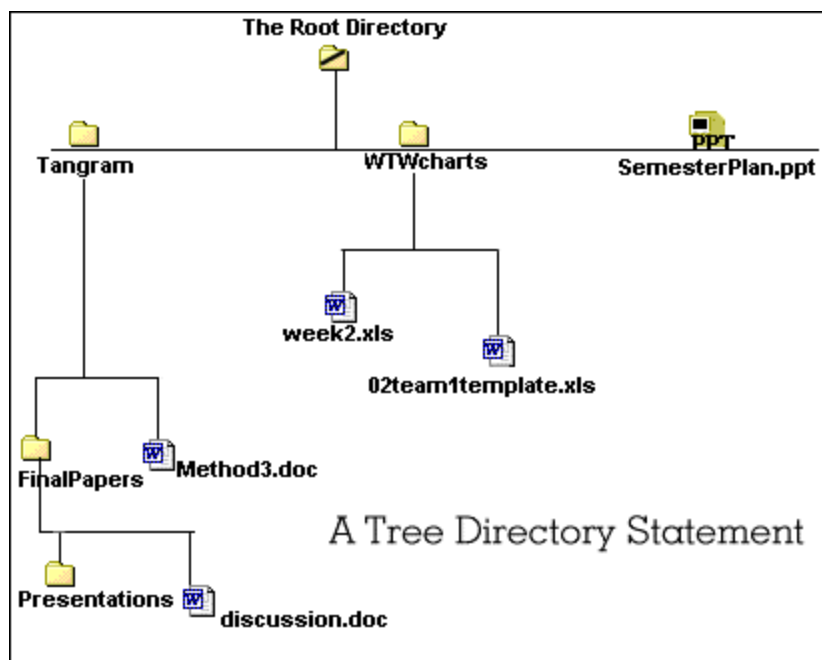 The Root Directory
PPT
Tangram
WTWcharts
SemesterPlan.ppt
W
week2.xls
W
02team1template.xls
W
FinalPapers
Method3.doc
A Tree Directory Statement
Presentations
W
discussion.doc